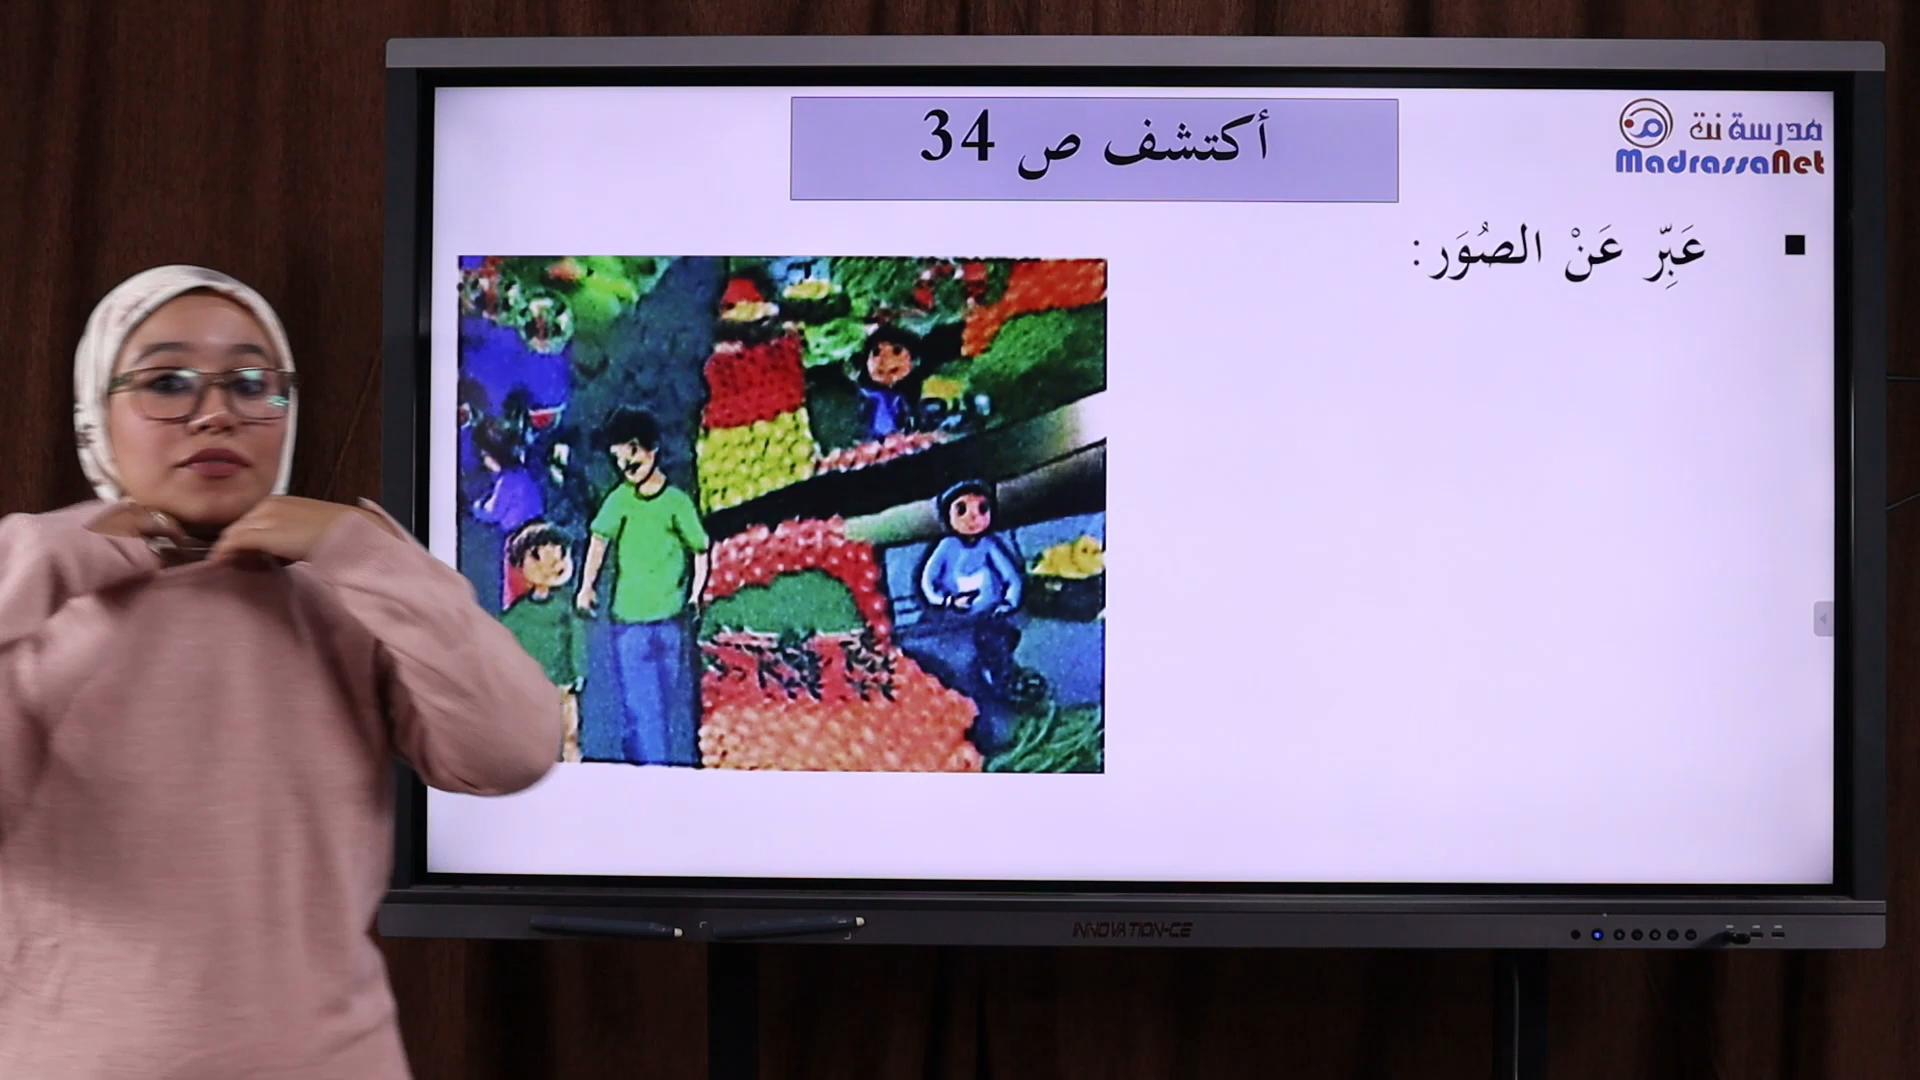 أكتشف ص 34
مدرسة نت
MadrassaNet
عَبِّر عَنْ الصُوَر:
INNOVATION-CE